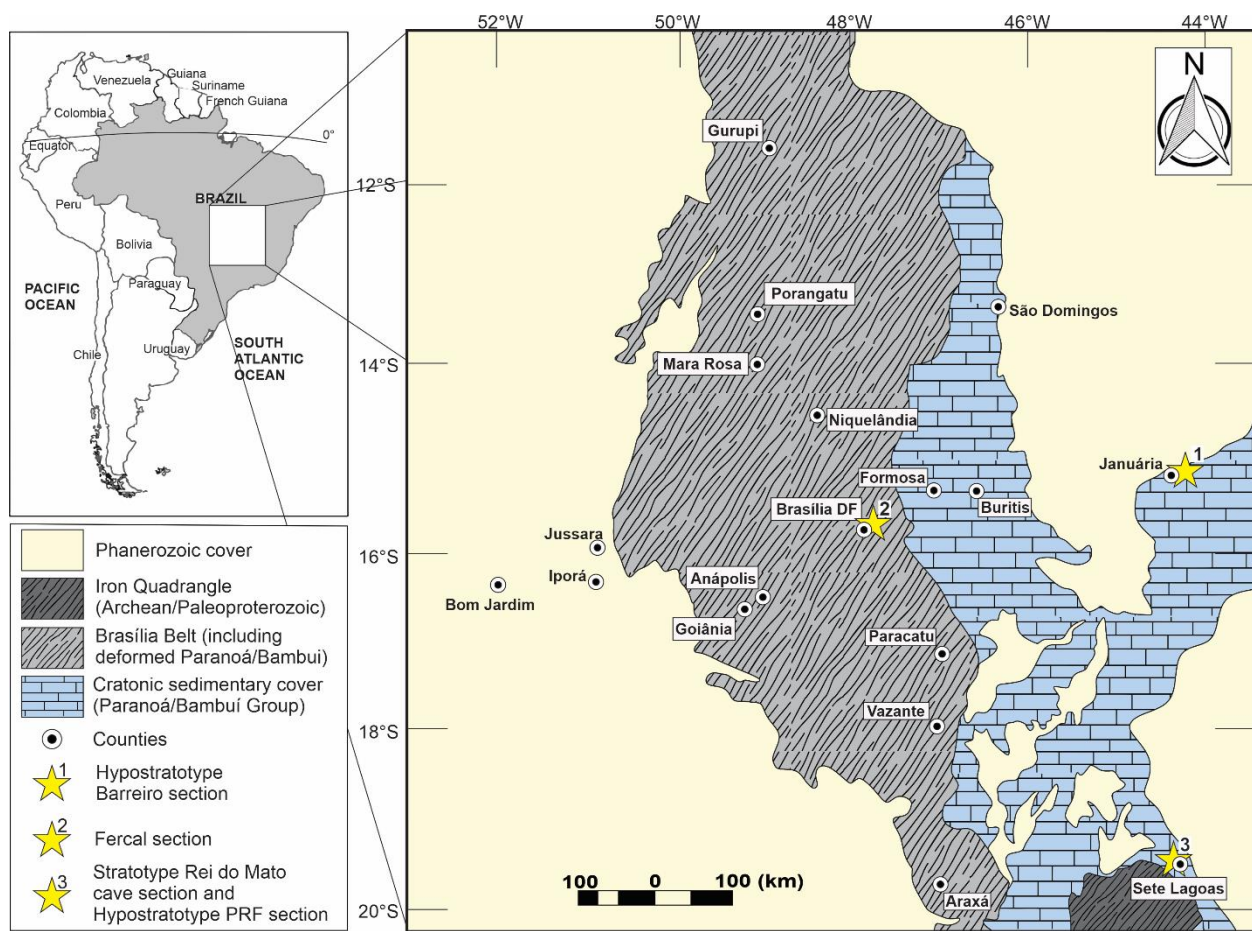 52°W
50°W
48°W
46°W
44°W
Venezuela
Guiana
Suriname
French Guiana
Colombia
Equator
0°
BRAZIL
Peru
Bolivia
PACIFIC
OCEAN
Paraguay
Chile
Uruguay
SOUTH
ATLANTIC
OCEAN
N
12°S
14°S
16°S
18°S
20°S
Gurupi
Porangatu
São Domingos
Mara Rosa
Niquelândia
Formosa
Januária
1
Buritis
Brasília DF
2
Jussara
Iporá
Bom Jardim
Anápolis
Goiânia
Paracatu
Vazante
3
Sete Lagoas
Araxá
100 0 100 (km)
Phanerozoic cover
Iron Quadrangle
(Archean/Paleoproterozoic)
Brasília Belt (including
deformed Paranoá/Bambui)
Cratonic sedimentary cover
(Paranoá/Bambuí Group)
Counties
1
Hypostratotype
Barreiro section
2
Fercal section
3
Stratotype Rei do Mato
cave section and
Hypostratotype PRF section